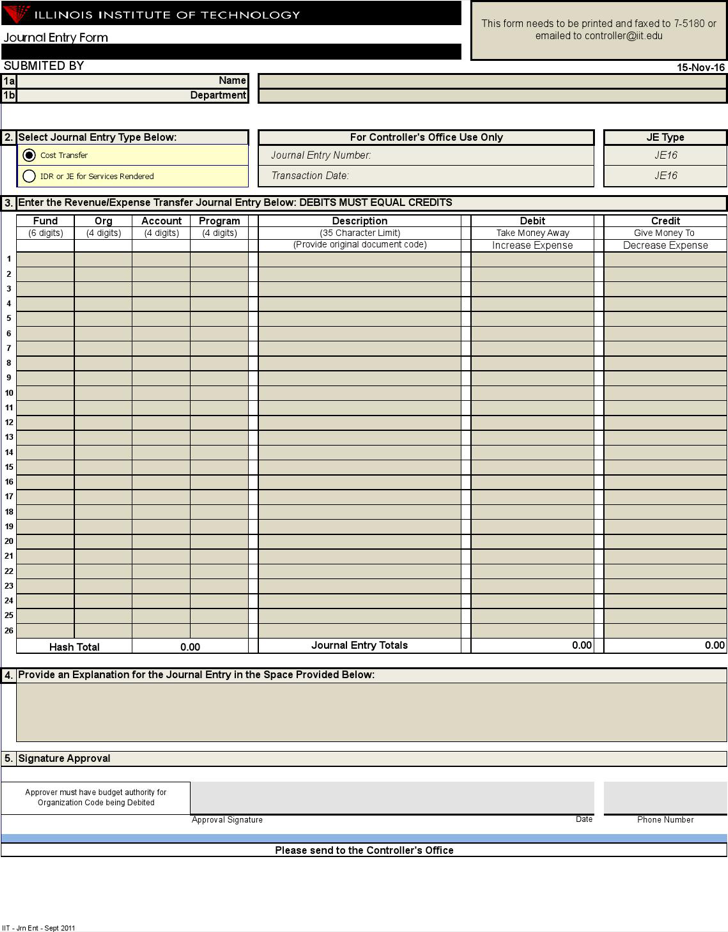 ILLINOIS INSTITUTE OF TECHNOLOGY
This form needs to be printed and faxed to 7-5180 or
emailed to controller@iit.edu
Journal Entry Form
SUBMITED BY
15-Nov-16
1a Name
1b Department
2. Select Journal Entry Type Below: For Controller's Office Use Only JE Type
Cost Transfer Journal Entry Number: JE16
IDR or JE for Services Rendered Transaction Date: JE16
3. Enter the Revenue/Expense Transfer Journal Entry Below: DEBITS MUST EQUAL CREDITS
Fund Org Account Program Description Debit Credit
(6 digits) (4 digits) (4 digits) (4 digits) (35 Character Limit) Take Money Away Give Money To
(Provide original document code) Increase Expense Decrease Expense
1
2
3
4
5
6
7
8
9
10
11
12
13
14
15
16
17
18
19
20
21
22
23
24
25
26
Hash Total 0.00 Journal Entry Totals 0.00 0.00
4. Provide an Explanation for the Journal Entry in the Space Provided Below:
5. Signature Approval
Approver must have budget authority for
Organization Code being Debited
Approval Signature Date Phone Number
Please send to the Controller's Office
IIT - Jrn Ent - Sept 2011